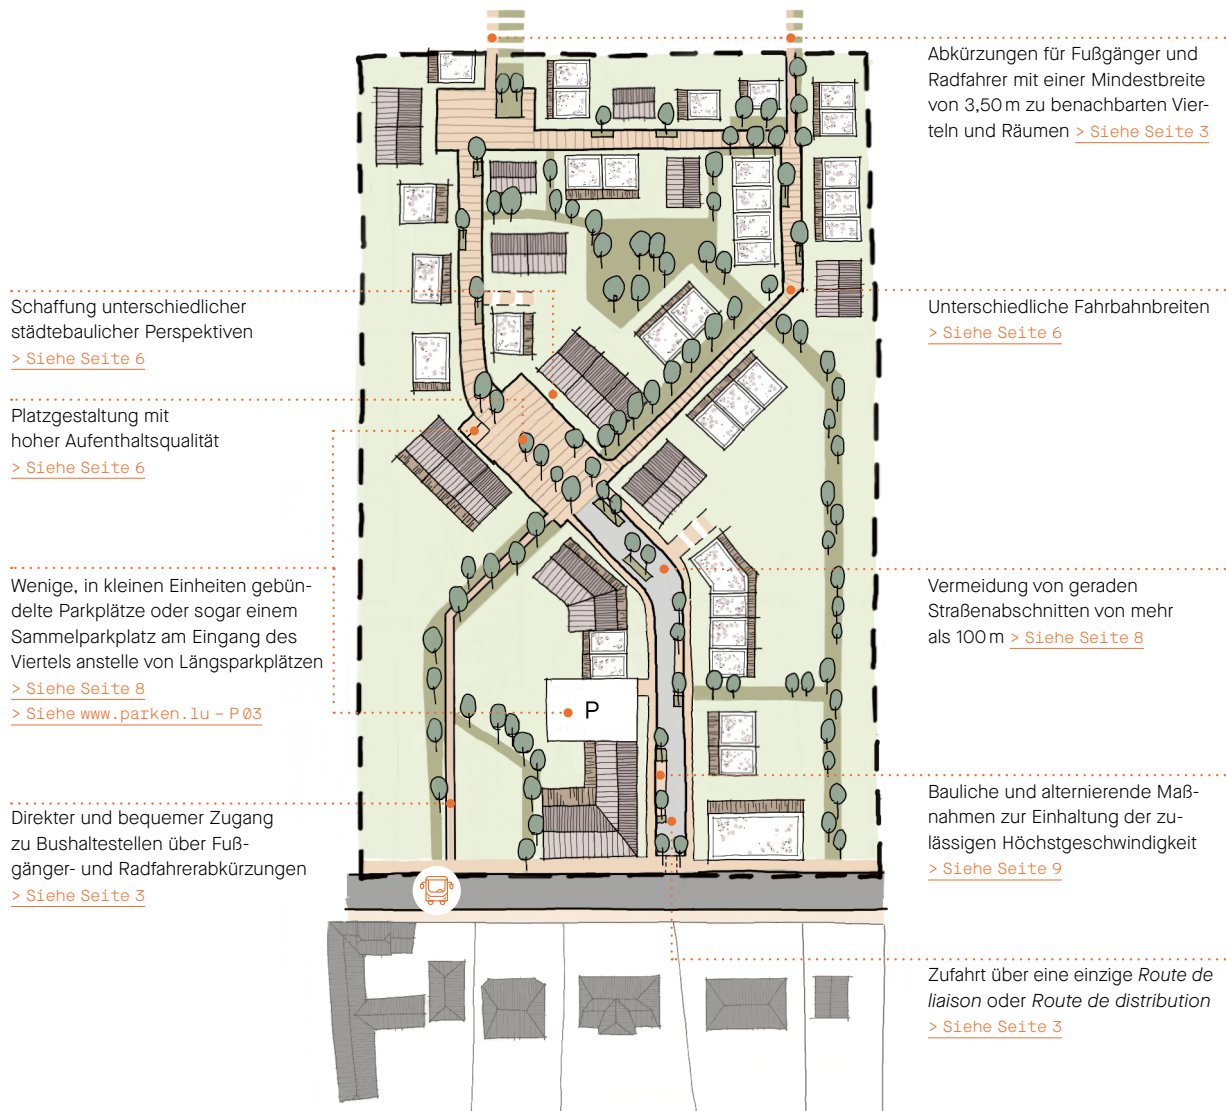 Abkürzungen für Fußgänger und
Radfahrer mit einer Mindestbreite
von 3,50 m zu benachbarten Vier-
teln und Räumen > Siehe Seite 3
Schaffung unterschiedlicher
städtebaulicher Perspektiven
> Siehe Seite 6
Unterschiedliche Fahrbahnbreiten
> Siehe Seite 6
Platzgestaltung mit
hoher Aufenthaltsqualität
> Siehe Seite 6
Wenige, in kleinen Einheiten gebün-
delte Parkplätze oder sogar einem
Sammelparkplatz am Eingang des
Viertels anstelle von Längsparkplätzen
> Siehe Seite 8
> Siehe www.parken.lu – P 03
Vermeidung von geraden
Straßenabschnitten von mehr
als 100 m > Siehe Seite 8
P
Direkter und bequemer Zugang
zu Bushaltestellen über Fuß-
gänger- und Radfahrerabkürzungen
> Siehe Seite 3
Bauliche und alternierende Maß-
nahmen zur Einhaltung der zu-
lässigen Höchstgeschwindigkeit
> Siehe Seite 9
Zufahrt über eine einzige Route de
liaison oder Route de distribution
> Siehe Seite 3